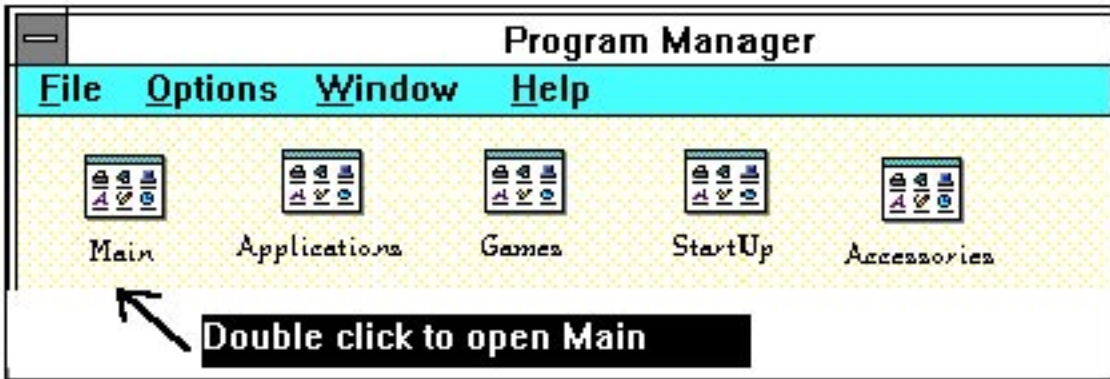 Program Manager
File Options Window Help
Main Applications Games StartUp Accessories
Double click to open Main